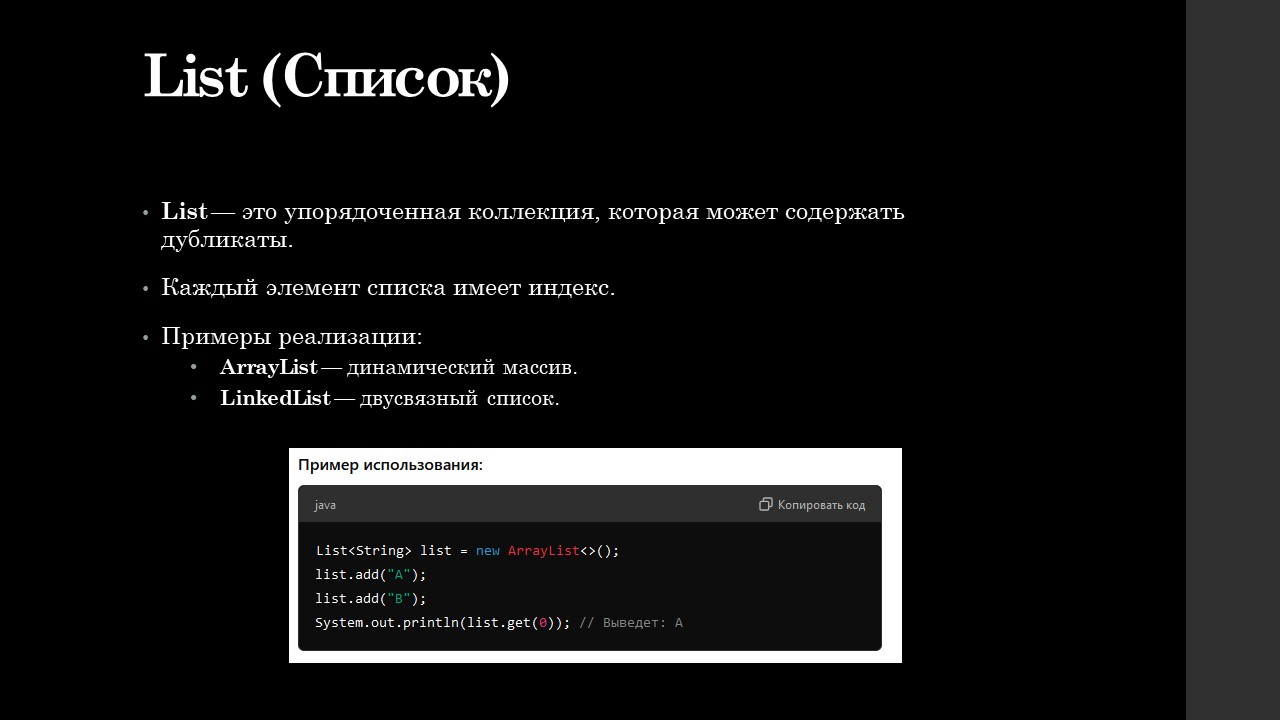 List (Список)
• List — это упорядоченная коллекция, которая может содержать
дубликаты.
• Каждый элемент списка имеет индекс.
• Примеры реализации:
• ArrayList — динамический массив.
• LinkedList — двусвязный список.
Пример использования:
java Копировать код
List<String> list = new ArrayList<>();
list.add("A");
list.add("B");
System.out.println(list.get(0)); // Выведет: A